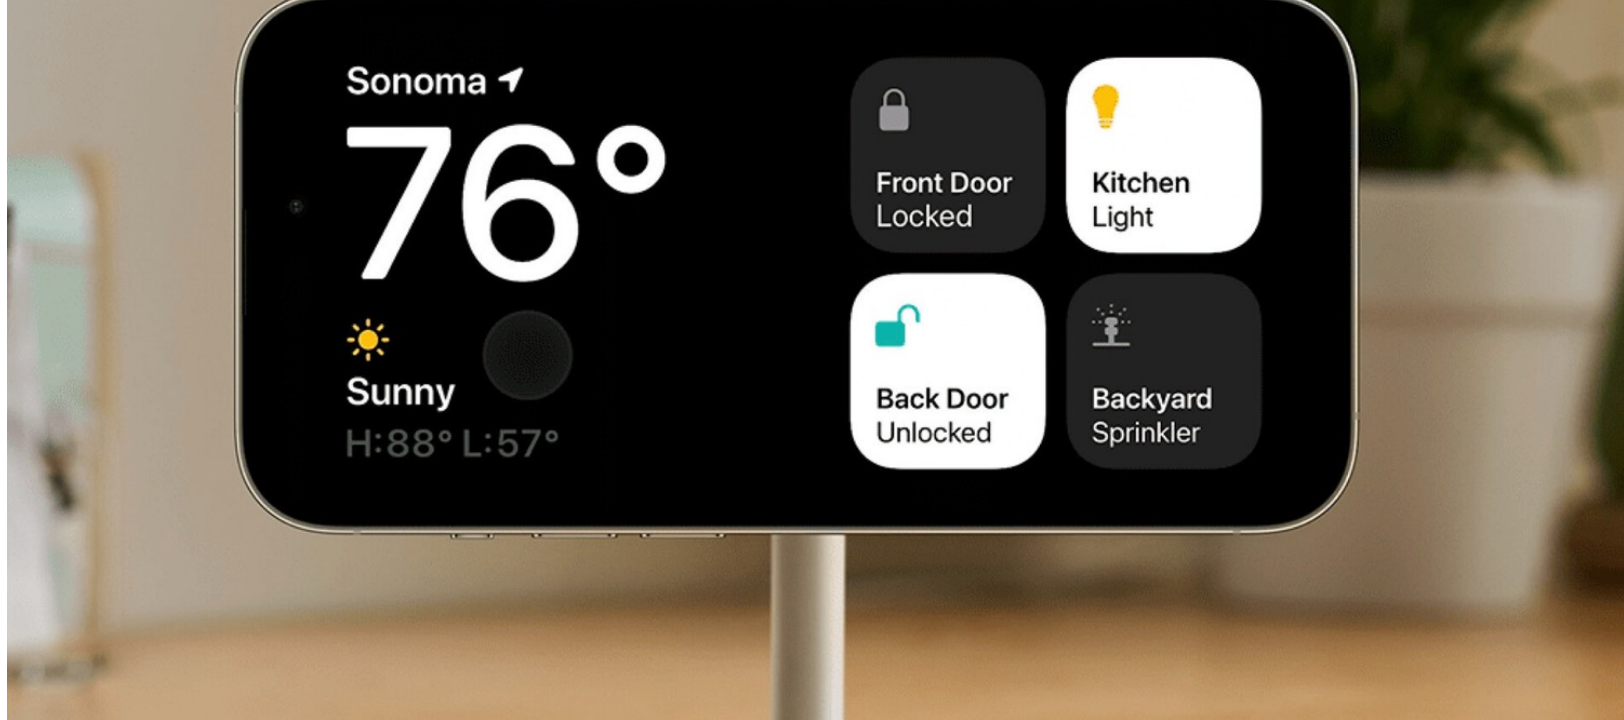 Sonoma
76°
Sunny
H:88° L:57°
Front Door
Locked
Kitchen
Light
Back Door
Unlocked
Backyard
Sprinkler